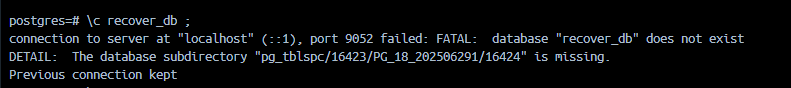 postgres=# \c recover_db ;
connection to server at "localhost" (::1), port 9052 failed: FATAL:  database "recover_db" does not exist
DETAIL:  The database subdirectory "pg_tblspc/16423/PG_18_202506291/16424" is missing.
Previous connection kept